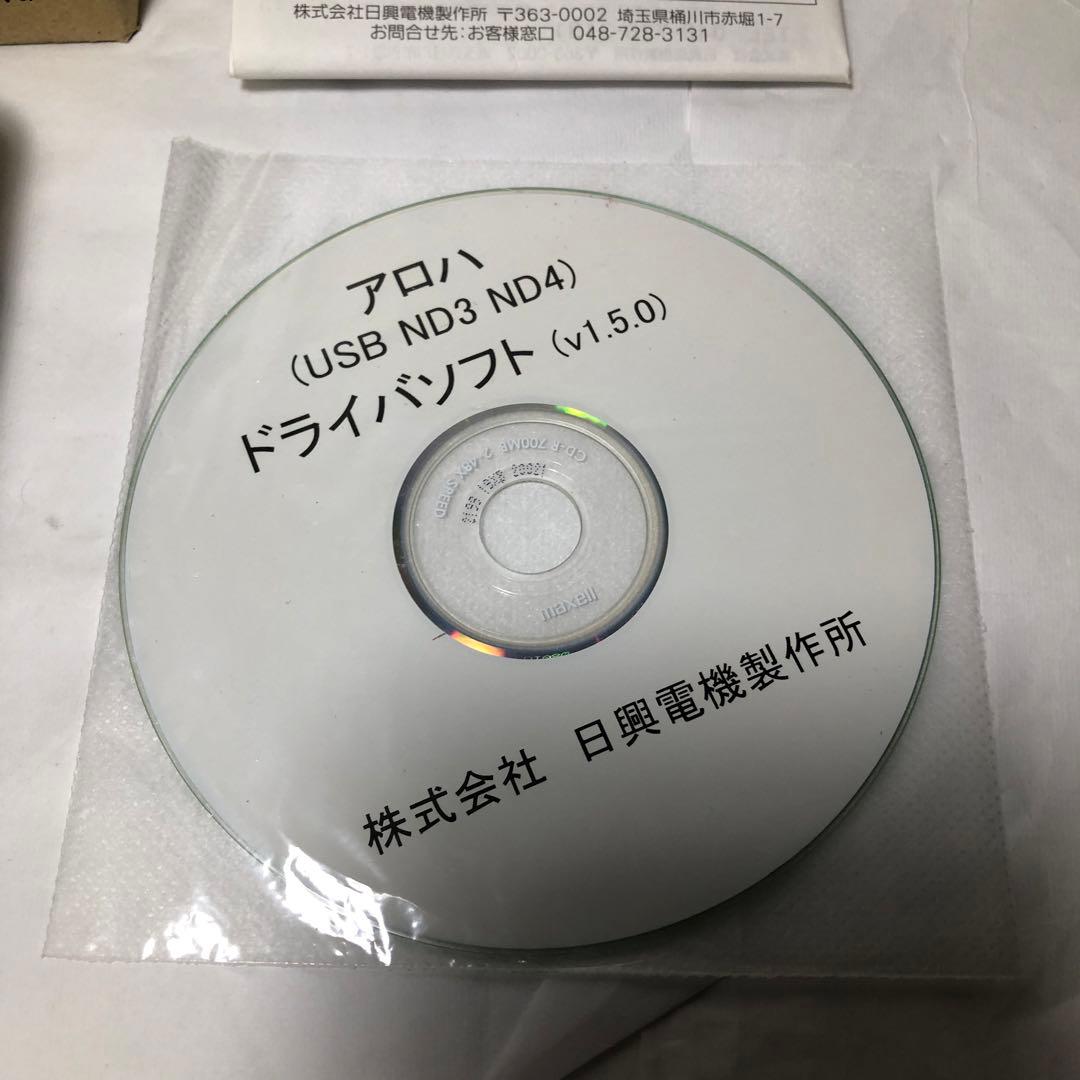 株式会社日興電機製作所 〒363-0002 埼玉県桶川市赤堀1-7
お問合せ先:お客様窓口 048-728-3131
アロハ
(USB ND3 ND4)
ドライバソフト (v1.5.0)
CD-R 700MB 2-48X SPEED
maxell
株式会社 日興電機製作所